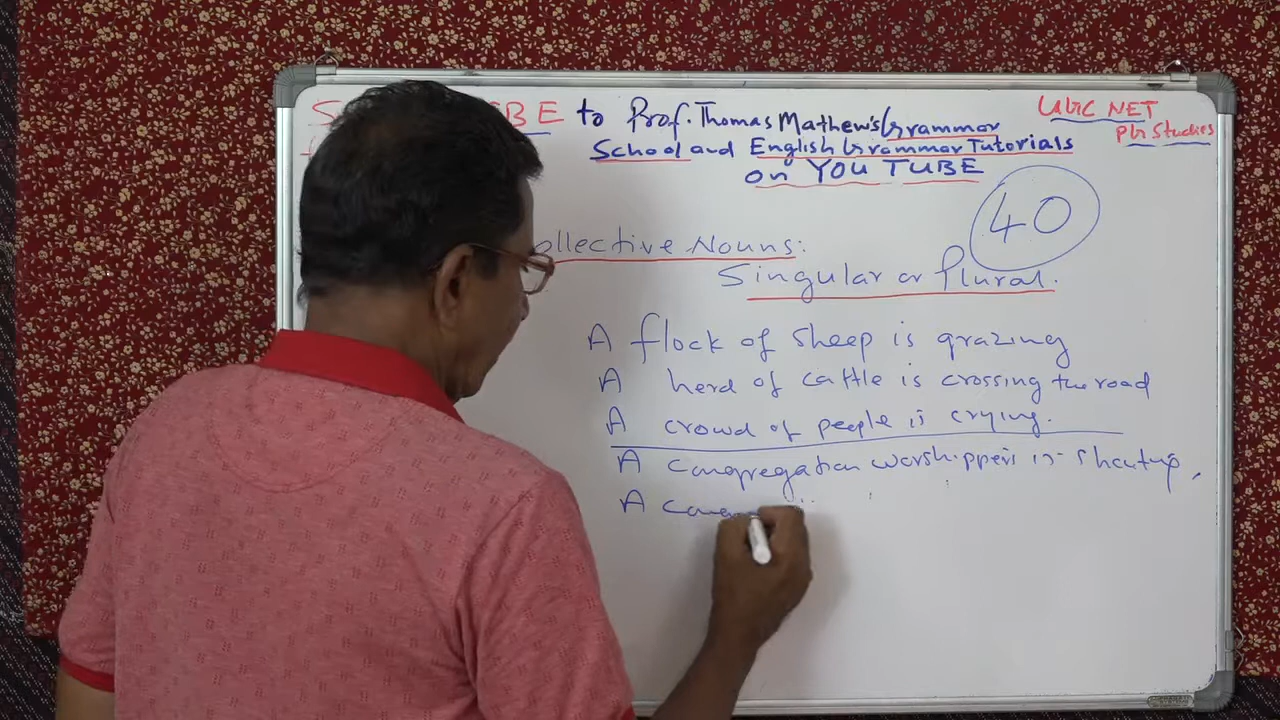 BE to Prof. Thomas Mathew's Grammar
School and English Grammar Tutorials
on YOU TUBE
UGC NET
Ph Studies
40
ollective Nouns:
Singular or Plural.
A flock of sheep is grazing
A herd of cattle is crossing the road
A crowd of people is crying.
A congregation worshippers is shouting,
A